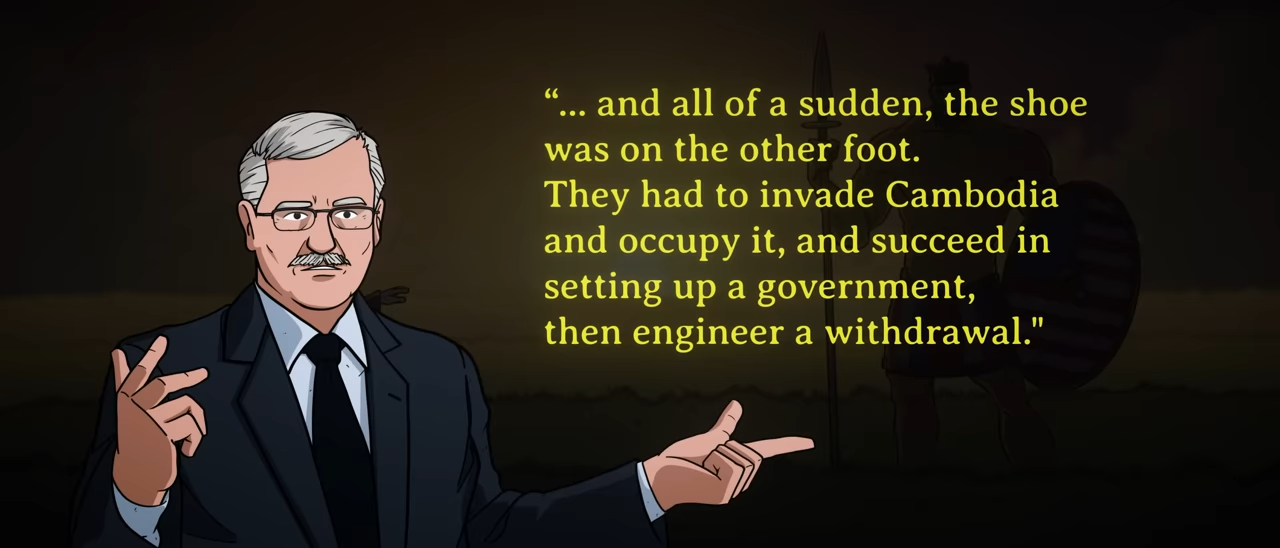 “... and all of a sudden, the shoe
was on the other foot.
They had to invade Cambodia
and occupy it, and succeed in
setting up a government,
then engineer a withdrawal."